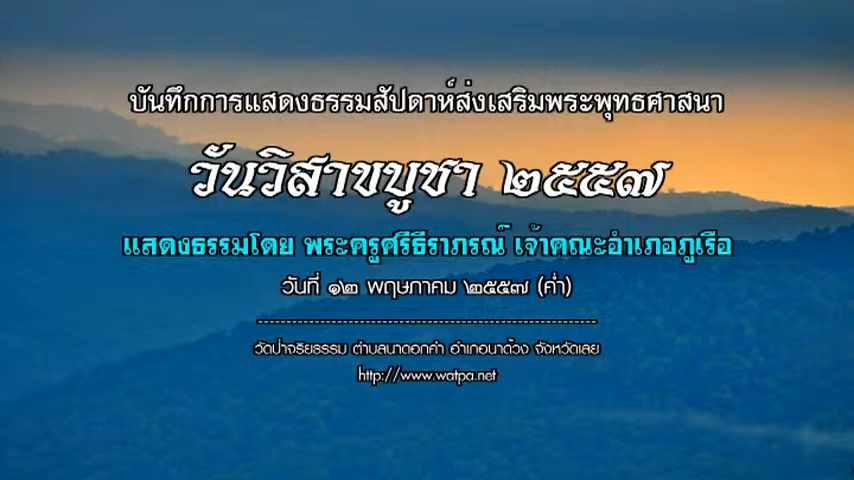 บันทึกการแสดงธรรมสัปดาห์ส่งเสริมพระพุทธศาสนา
วันวิสาขบูชา ๒๕๕๗
แสดงธรรมโดย พระครูศรีธีราภรณ์ เจ้าคณะอำเภอภูเรือ
วันที่ ๑๒ พฤษภาคม ๒๕๕๗ (ค่ำ)
------------------------------------------------------------
วัดป่าจริยธรรม ตำบลนาดอกคำ อำเภอนาด้วง จังหวัดเลย
http://www.watpa.net